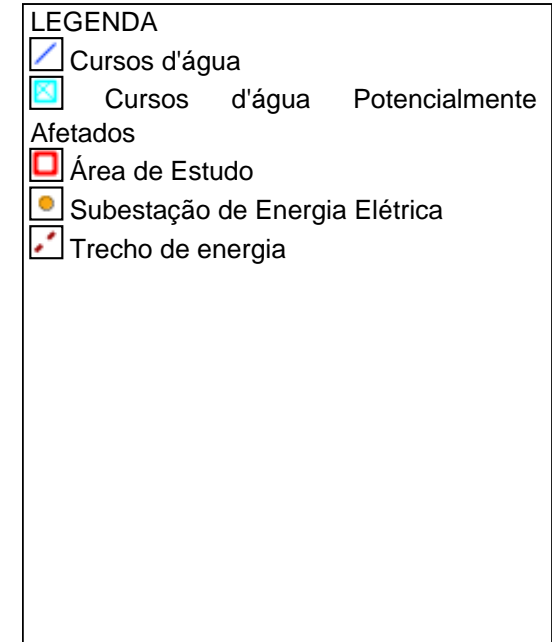 LEGENDA
Cursos d'água
Cursos d'água Potencialmente
Afetados
Área de Estudo
Subestação de Energia Elétrica
Trecho de energia